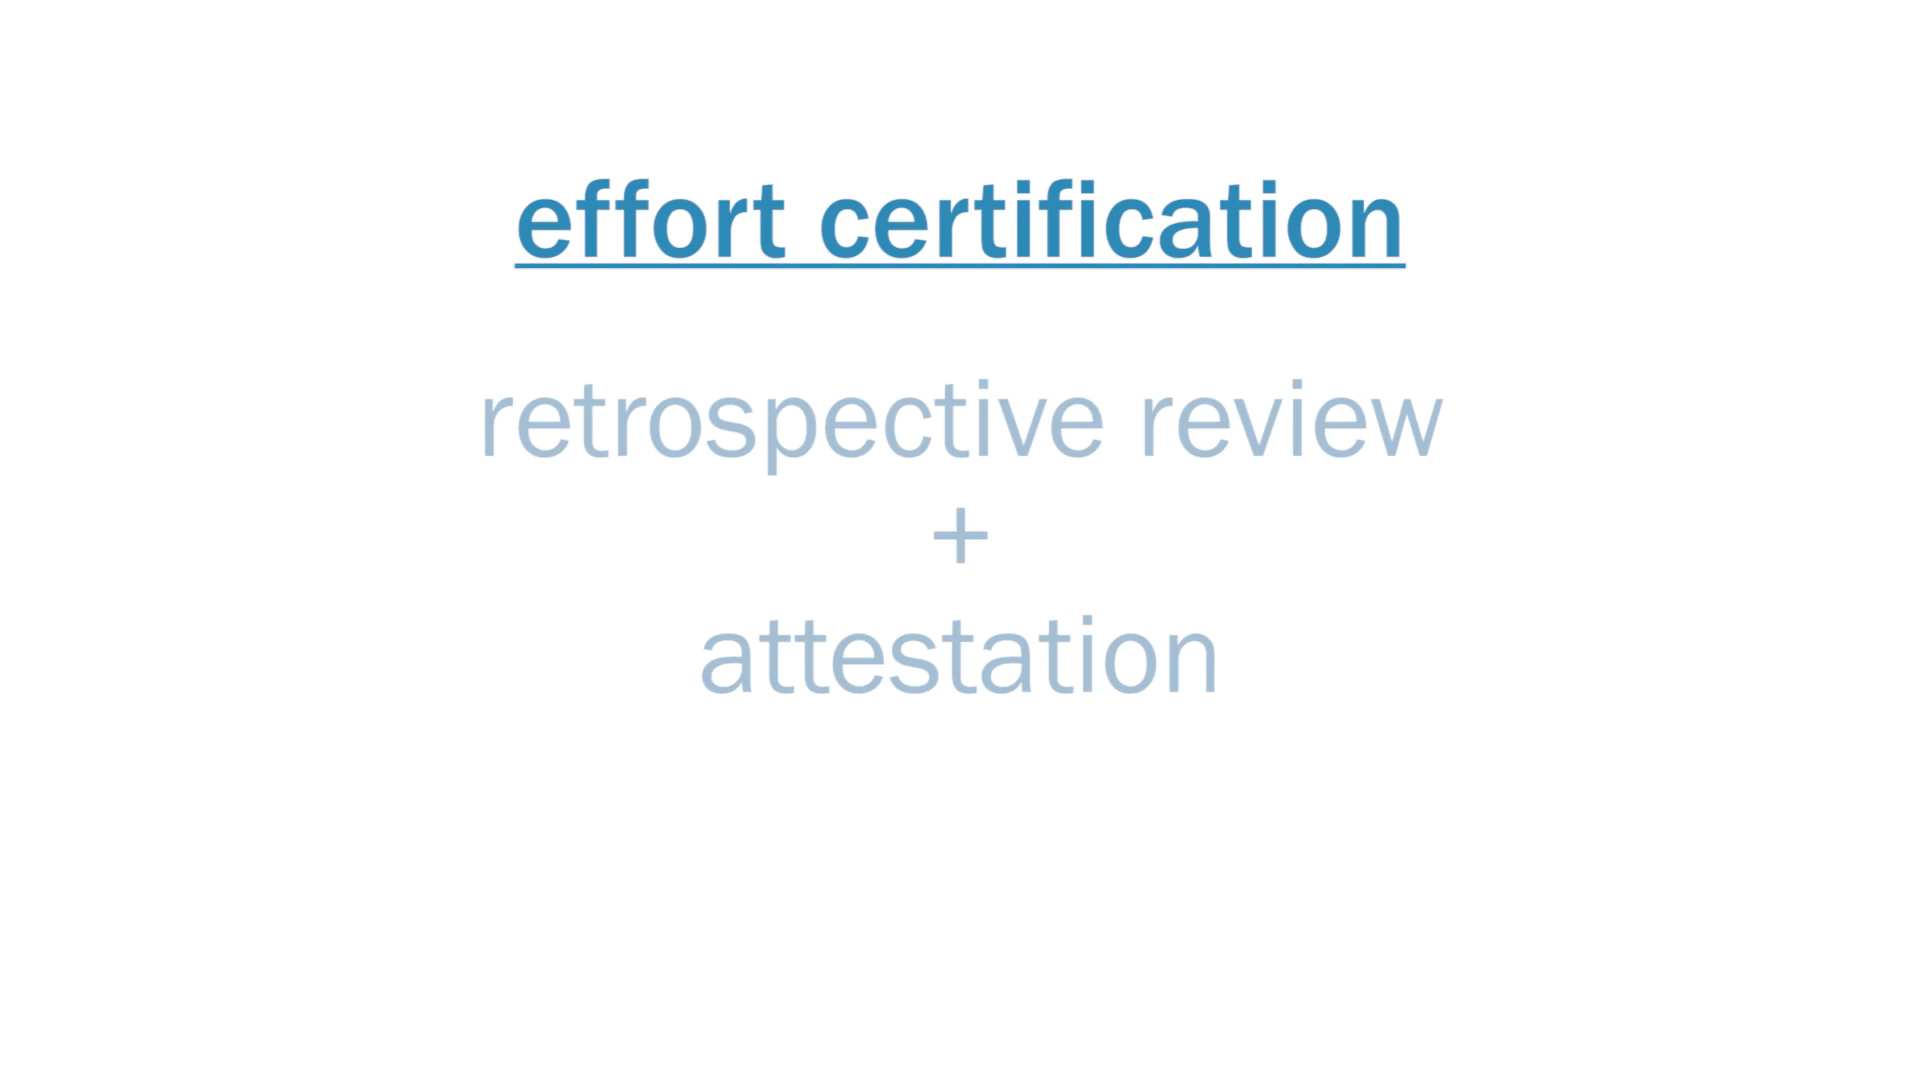 effort certification
retrospective review
+
attestation